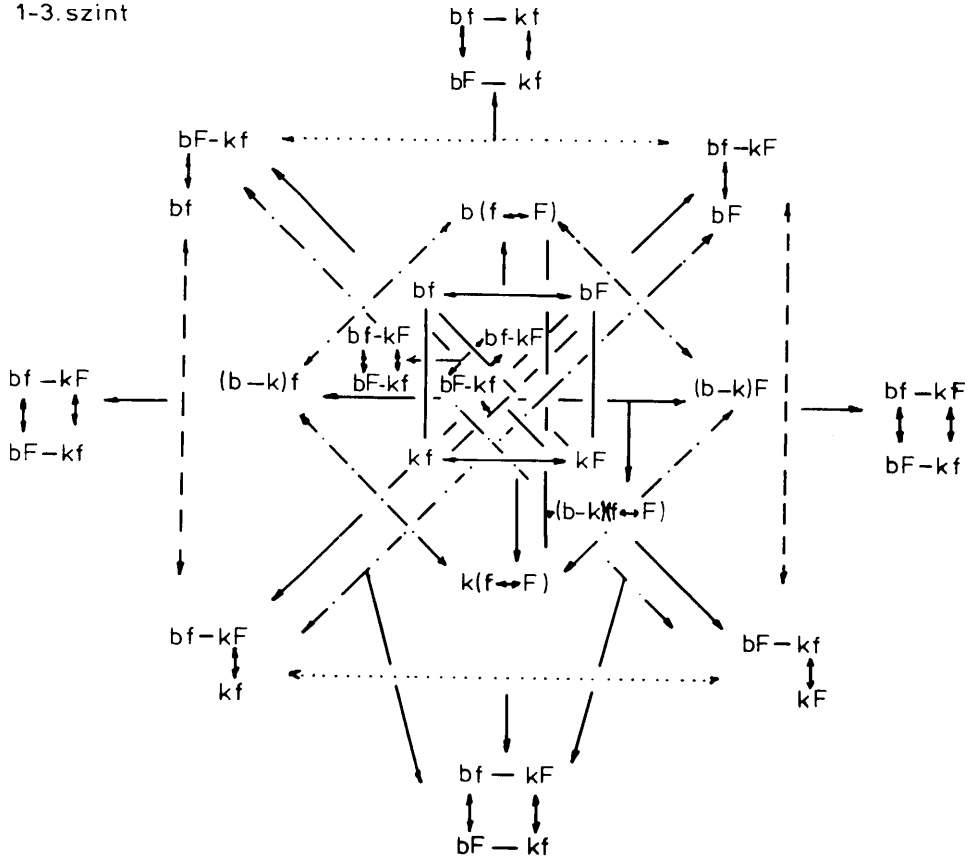 1-3. szint
bf — kf
bF — kf
bF-kf
bf-kF
bf
bF
b(f↔F)
bf
bF
bf-kF
bf-kF
bf —kF
(b-k)f
bF-kf
bF-kf
(b-k)F
bf —kF
bF-kf
bF-kf
kf
kF
(b-k)(f↔F)
k(f↔F)
bf-kF
bF-kf
kf
kF
bf — kF
bF — kf